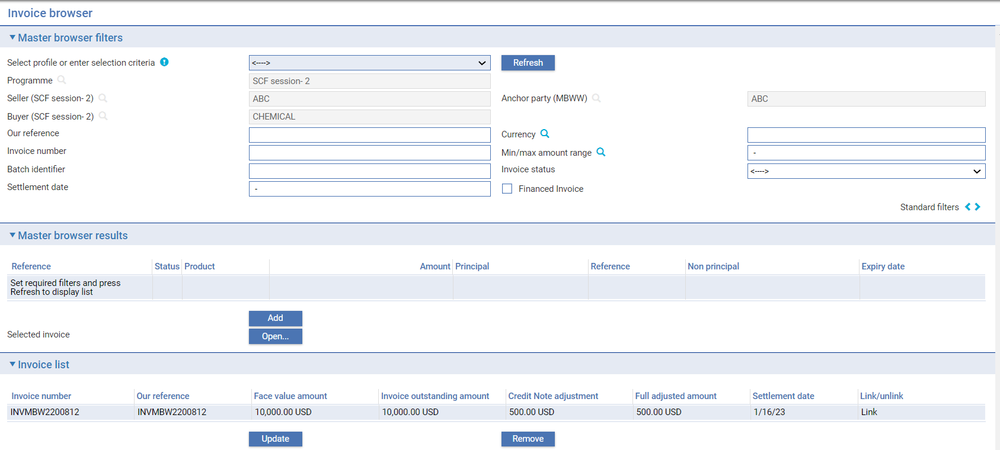 Invoice browser
Master browser filters
Select profile or enter selection criteria
<---->
Refresh
Programme
SCF session- 2
Seller (SCF session- 2)
ABC
Anchor party (MBWW)
ABC
Buyer (SCF session- 2)
CHEMICAL
Our reference
Currency
Invoice number
Min/max amount range
-
Batch identifier
Invoice status
<---->
Settlement date
-
Financed Invoice
Standard filters
Master browser results
Reference Status Product Amount Principal Reference Non principal Expiry date
Set required filters and press
Refresh to display list
Add
Selected invoice
Open...
Invoice list
Invoice number Our reference Face value amount Invoice outstanding amount Credit Note adjustment Full adjusted amount Settlement date Link/unlink
INVMBW2200812 INVMBW2200812 10,000.00 USD 10,000.00 USD 500.00 USD 500.00 USD 1/16/23 Link
Update
Remove